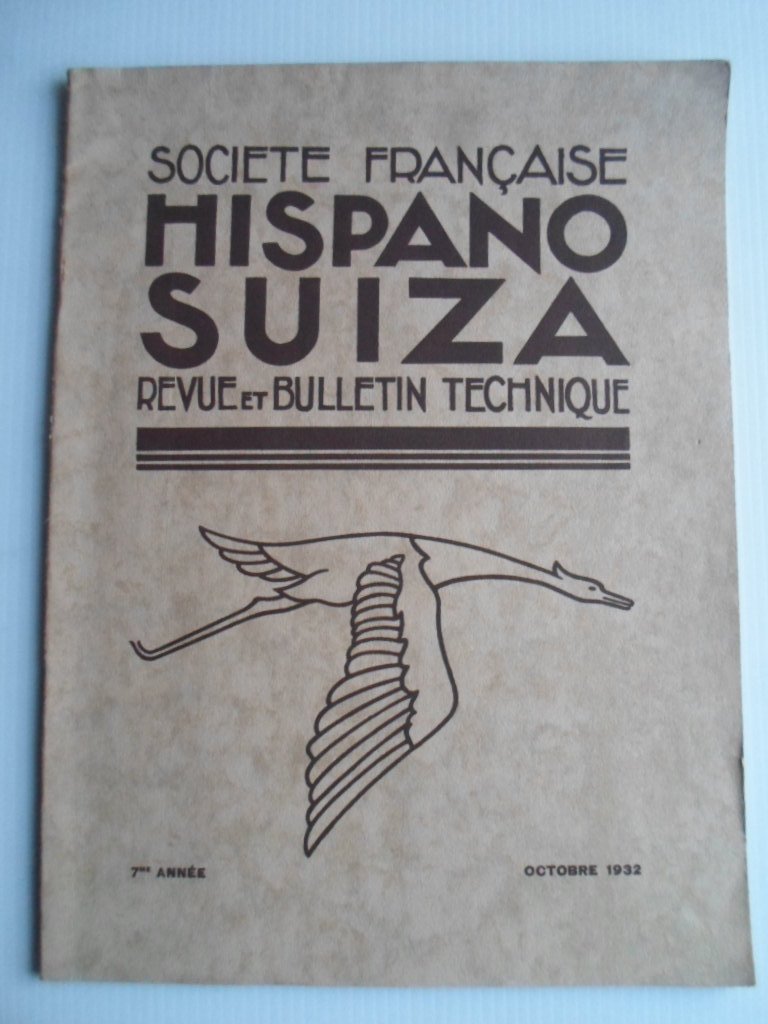 SOCIETE FRANÇAISE
HISPANO
SUIZA
REVUE ET BULLETIN TECHNIQUE
7ME ANNÉE
OCTOBRE 1932